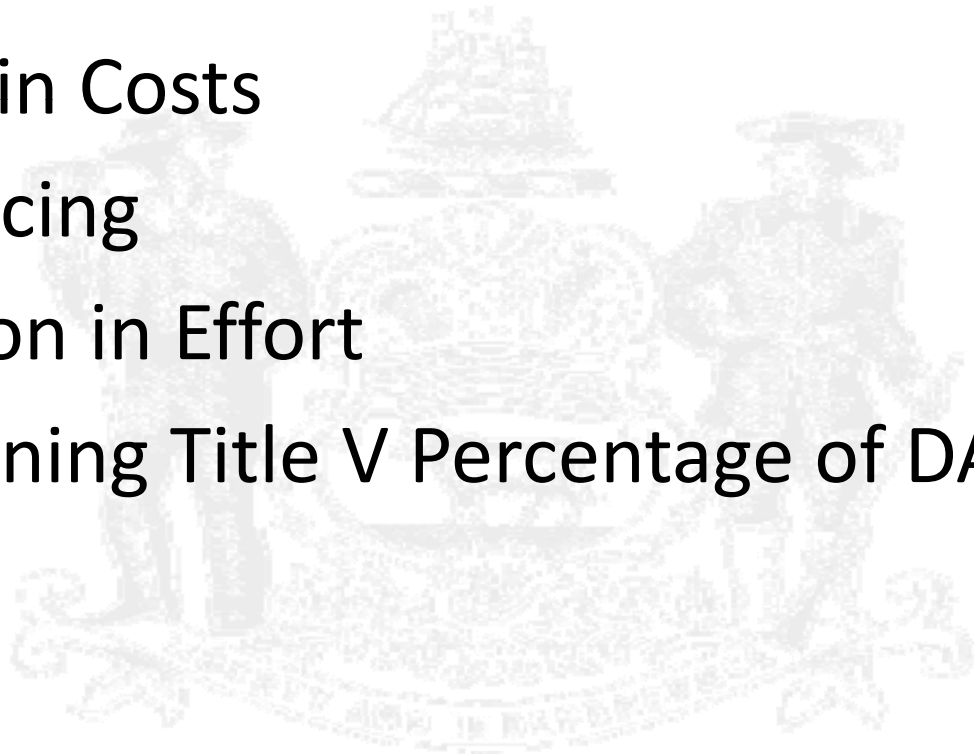 in Costs
cing
on in Effort
ning Title V Percentage of DA